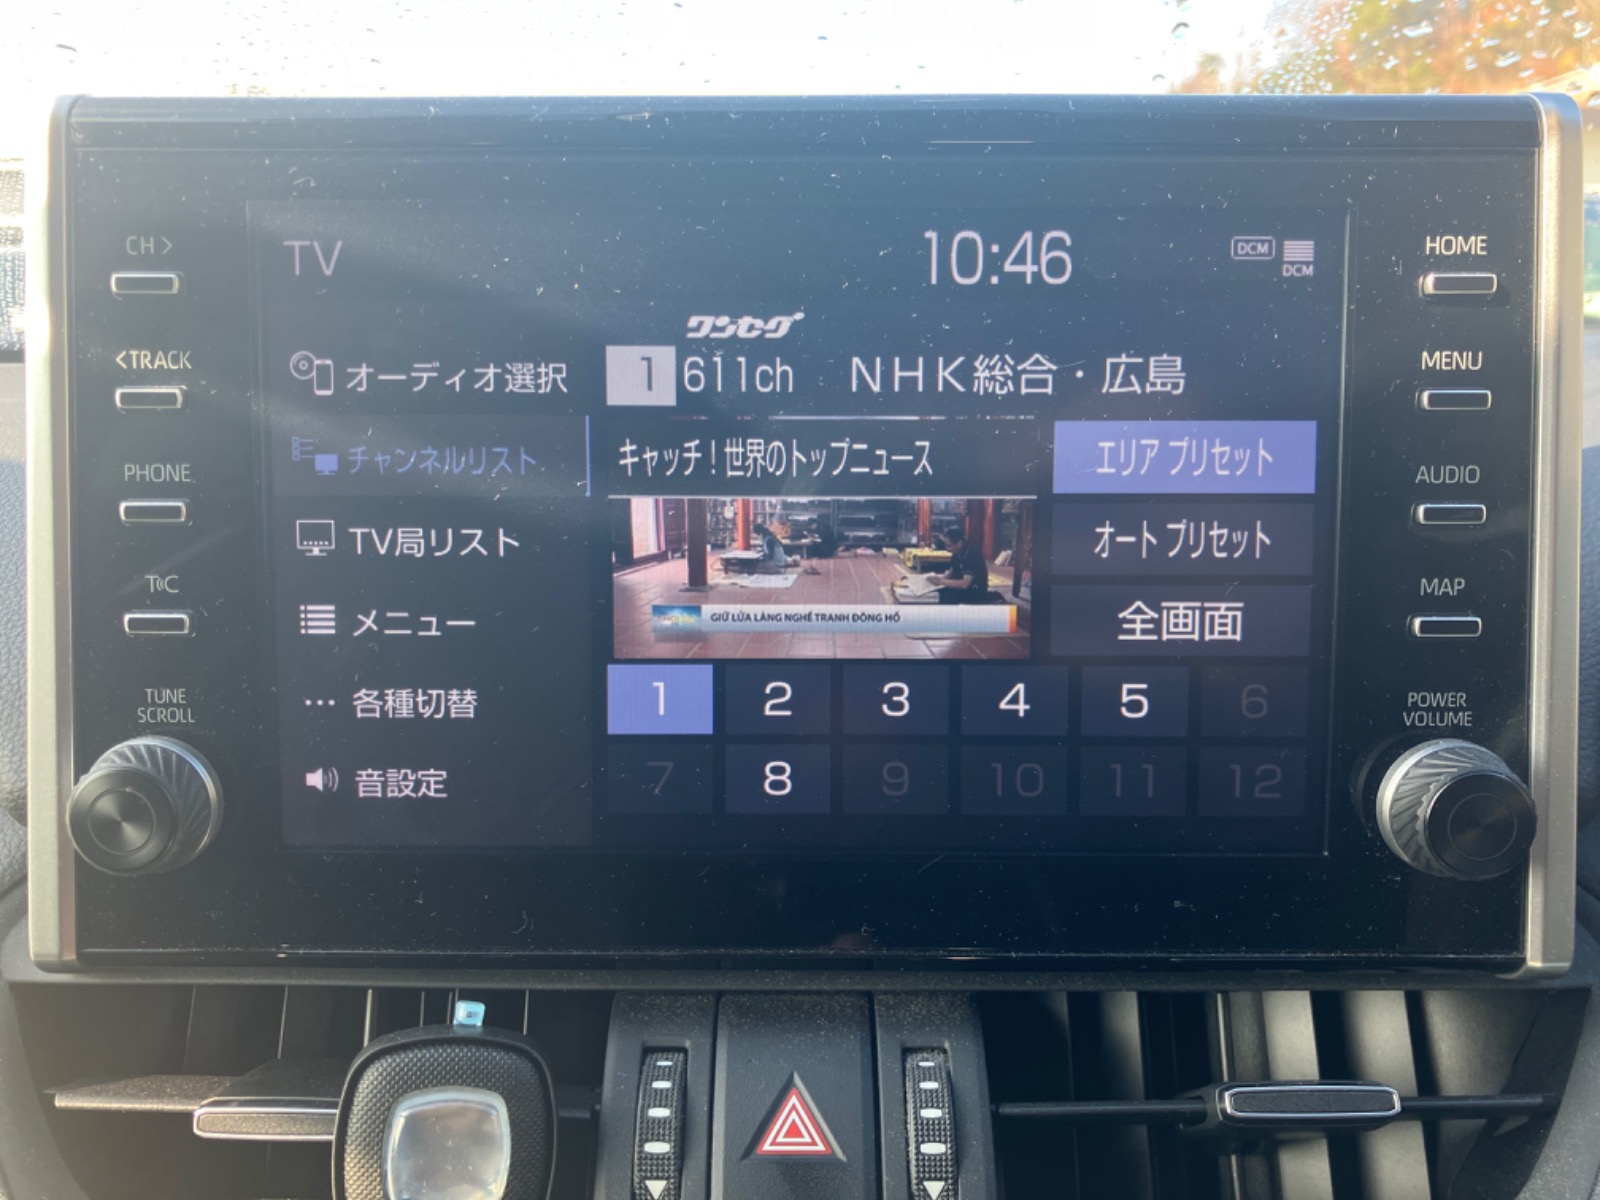 CH >
<TRACK
PHONE
T«C
TUNE
SCROLL
TV
10:46
DCM
DCM
ワンセグ
オーディオ選択
1 611ch NHK総合・広島
チャンネルリスト
キャッチ!世界のトップニュース
エリア プリセット
TV局リスト
オート プリセット
GIỮ LỬA LÀNG NGHỀ TRANH ĐÔNG HỒ
メニュー
全画面
各種切替
1 2 3 4 5 6
音設定
7 8 9 10 11 12
HOME
MENU
AUDIO
MAP
POWER
VOLUME